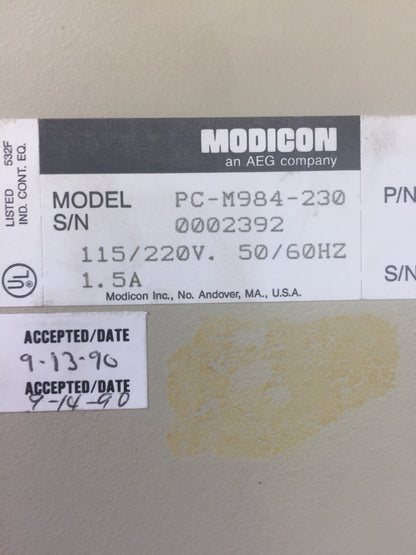 LISTED 532F
IND. CONT. EQ.
UL
MODICON
an AEG company
MODEL PC-M984-230
S/N 0002392
115/220V. 50/60HZ
1.5A
Modicon Inc., No. Andover, MA., U.S.A.
P/N
S/N
ACCEPTED/DATE
9-13-90
ACCEPTED/DATE
9-14-90